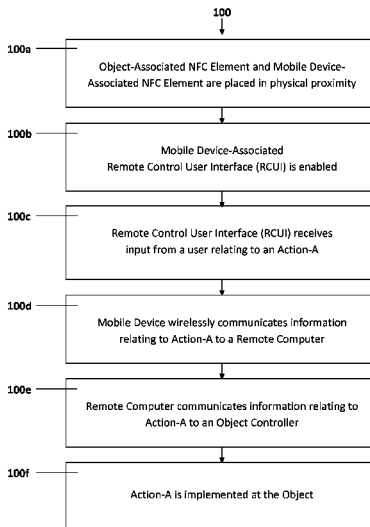 100
100a
Object-Associated NFC Element and Mobile Device-
Associated NFC Element are placed in physical proximity
100b
Mobile Device-Associated
Remote Control User Interface (RCUI) is enabled
100c
Remote Control User Interface (RCUI) receives
input from a user relating to an Action-A
100d
Mobile Device wirelessly communicates information
relating to Action-A to a Remote Computer
100e
Remote Computer communicates information relating to
Action-A to an Object Controller
100f
Action-A is implemented at the Object